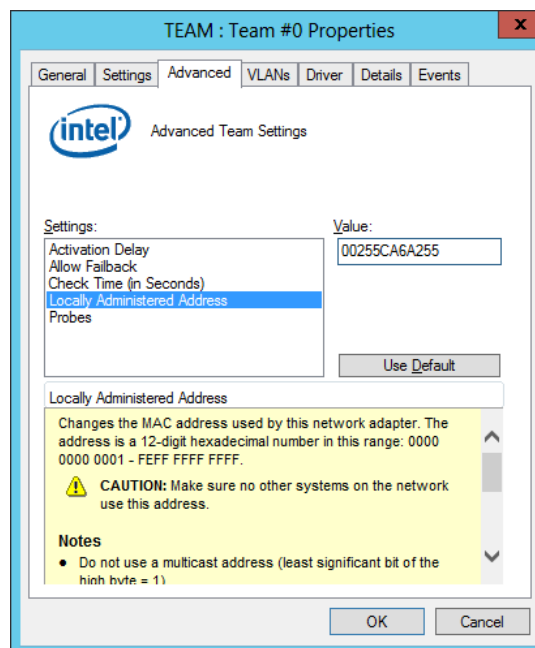 TEAM : Team #0 Properties
x
General Settings Advanced VLANs Driver Details Events
intel
Advanced Team Settings
Settings:
Value:
Activation Delay
00255CA6A255
Allow Failback
Check Time (in Seconds)
Locally Administered Address
Probes
Use Default
Locally Administered Address
Changes the MAC address used by this network adapter. The
address is a 12-digit hexadecimal number in this range: 0000
0000 0001 - FEFF FFFF FFFF.
CAUTION: Make sure no other systems on the network
use this address.
Notes
• Do not use a multicast address (least significant bit of the
high byte = 1)
OK Cancel